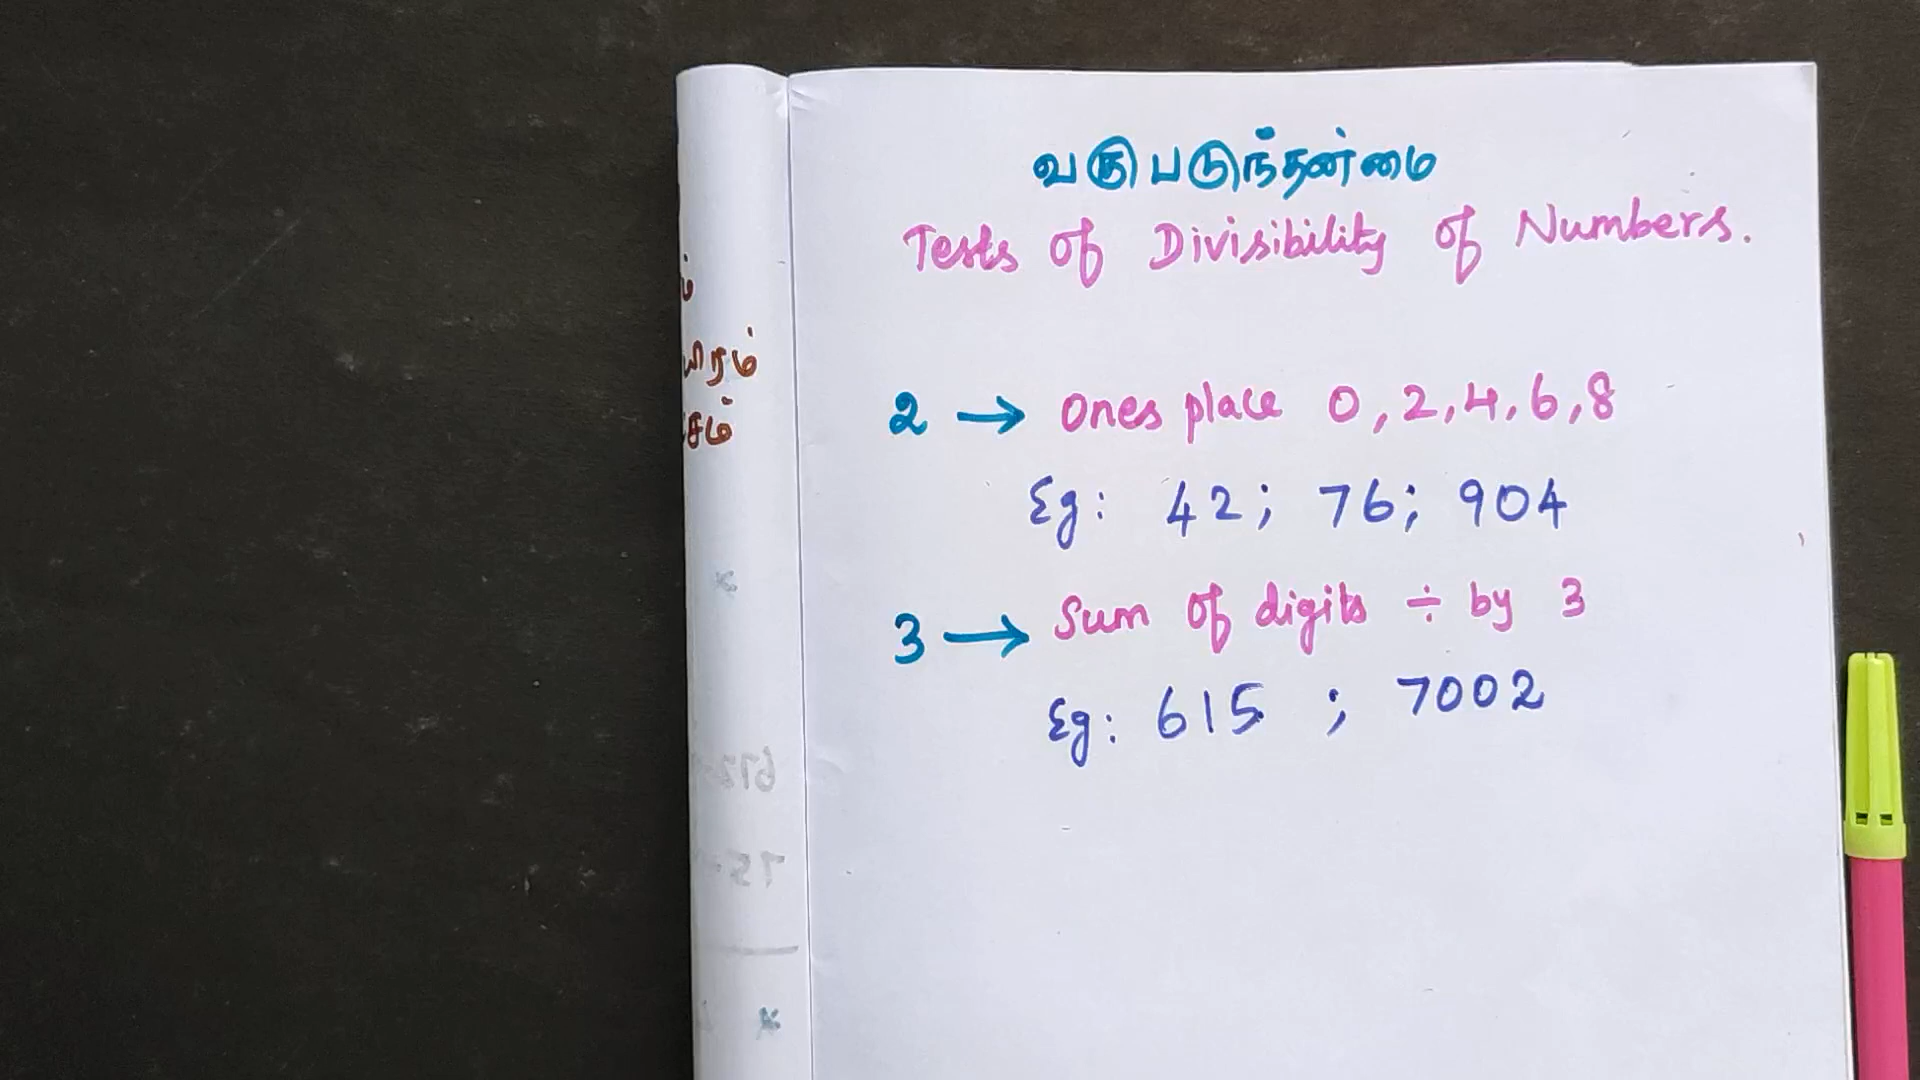 வகுபடுந்தன்மை
Tests of Divisibility of Numbers.
2 → Ones place 0, 2, 4, 6, 8
Eg: 42; 76; 904
3 → Sum of digits ÷ by 3
Eg: 615 ; 7002